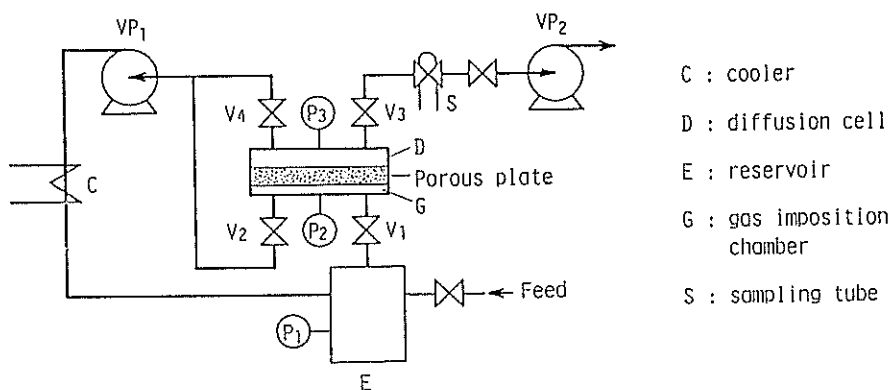 VP1
VP2
V4
P3
V3
S
D
Porous plate
G
C
V2
P2
V1
Feed
P1
E
C : cooler
D : diffusion cell
E : reservoir
G : gas imposition
chamber
S : sampling tube